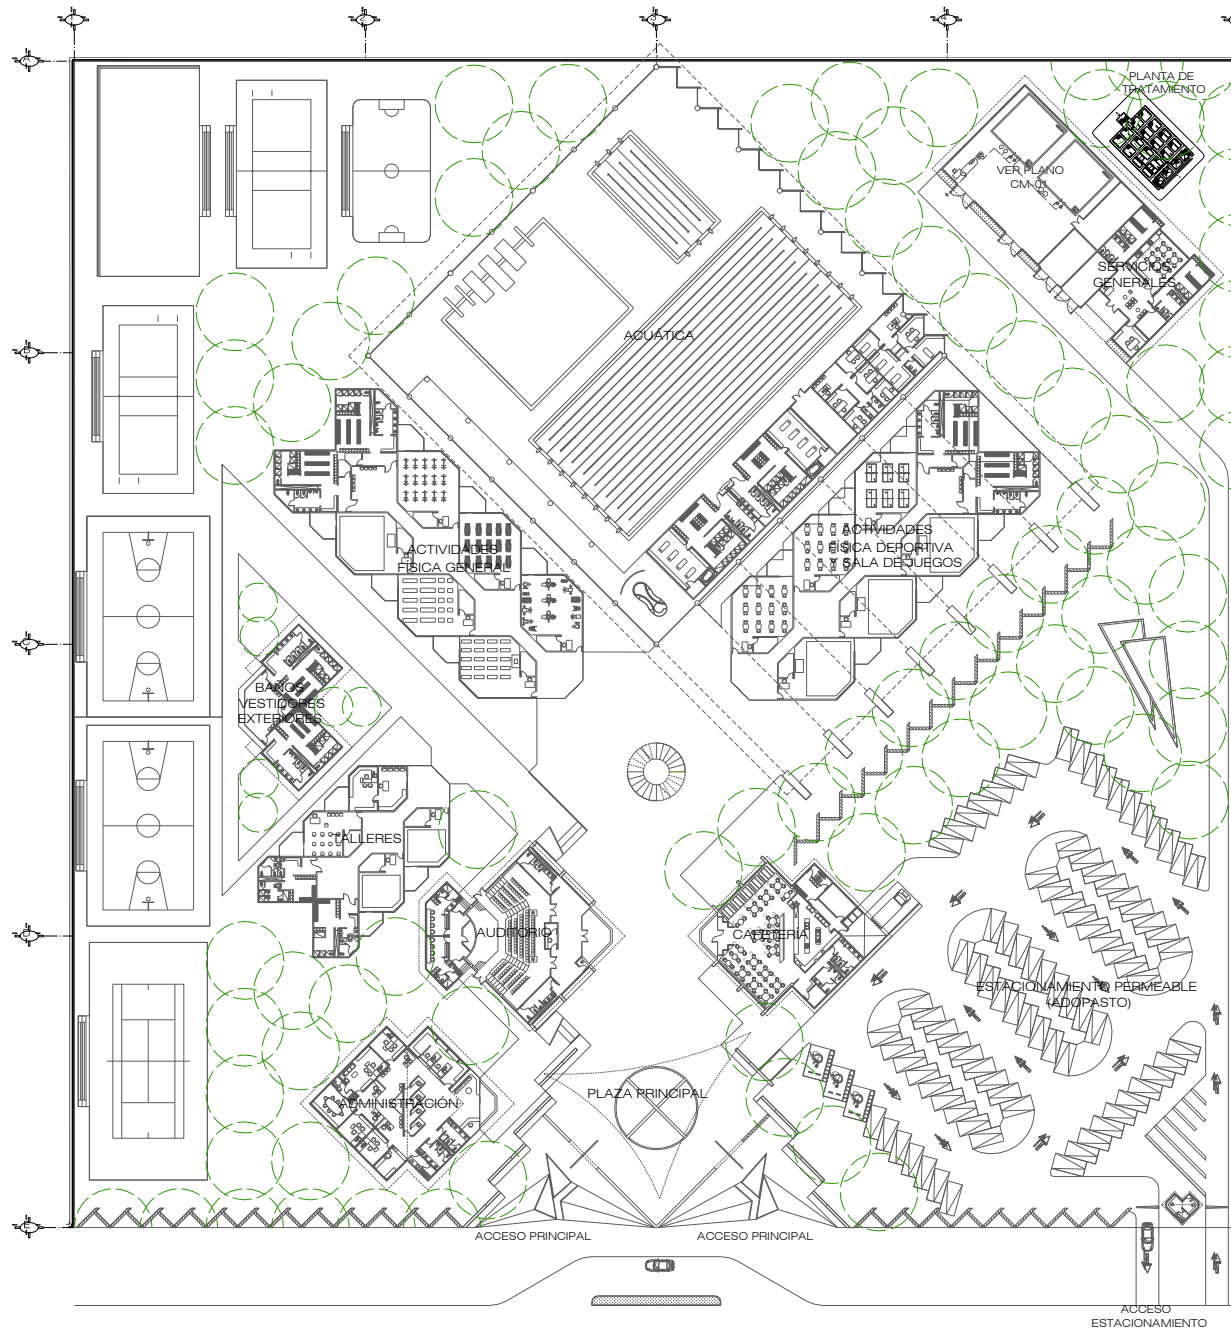 PLANTA DE
TRATAMIENTO
VER PLANO
CM-01
SERVICIOS
GENERALES
ACUÁTICA
ACTIVIDADES
FÍSICA GENERAL
ACTIVIDADES
FÍSICA DEPORTIVA
Y SALA DE JUEGOS
BAÑOS
VESTIDORES
EXTERIORES
TALLERES
AUDITORIO
CAFETERÍA
ESTACIONAMIENTO PERMEABLE
(ADOPASTO)
ADMINISTRACIÓN
PLAZA PRINCIPAL
ACCESO PRINCIPAL
ACCESO PRINCIPAL
ACCESO
ESTACIONAMIENTO